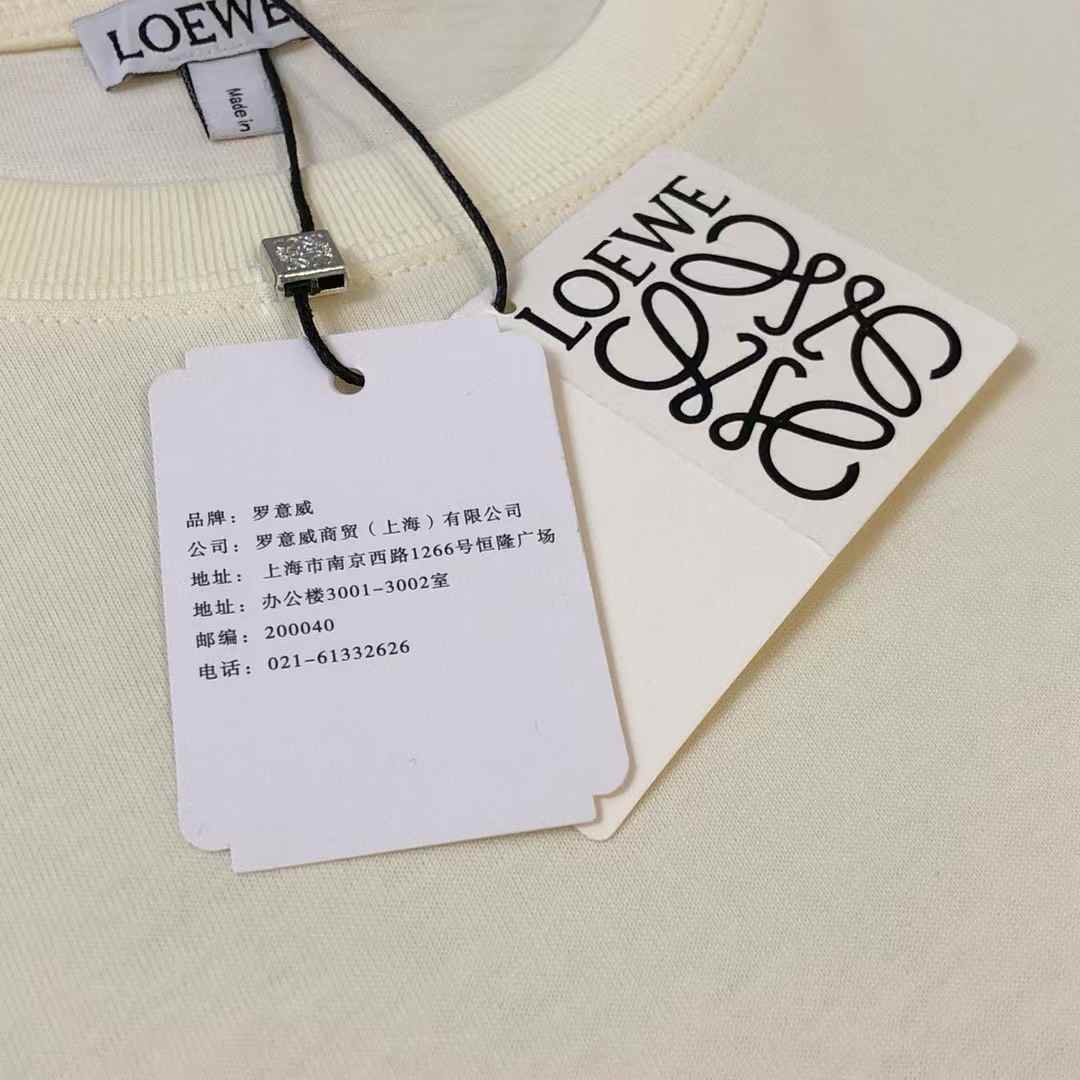 LOEWE
Made in
LOEWE
品牌：罗意威
公司：罗意威商贸（上海）有限公司
地址：上海市南京西路1266号恒隆广场
地址：办公楼3001-3002室
邮编：200040
电话：021-61332626